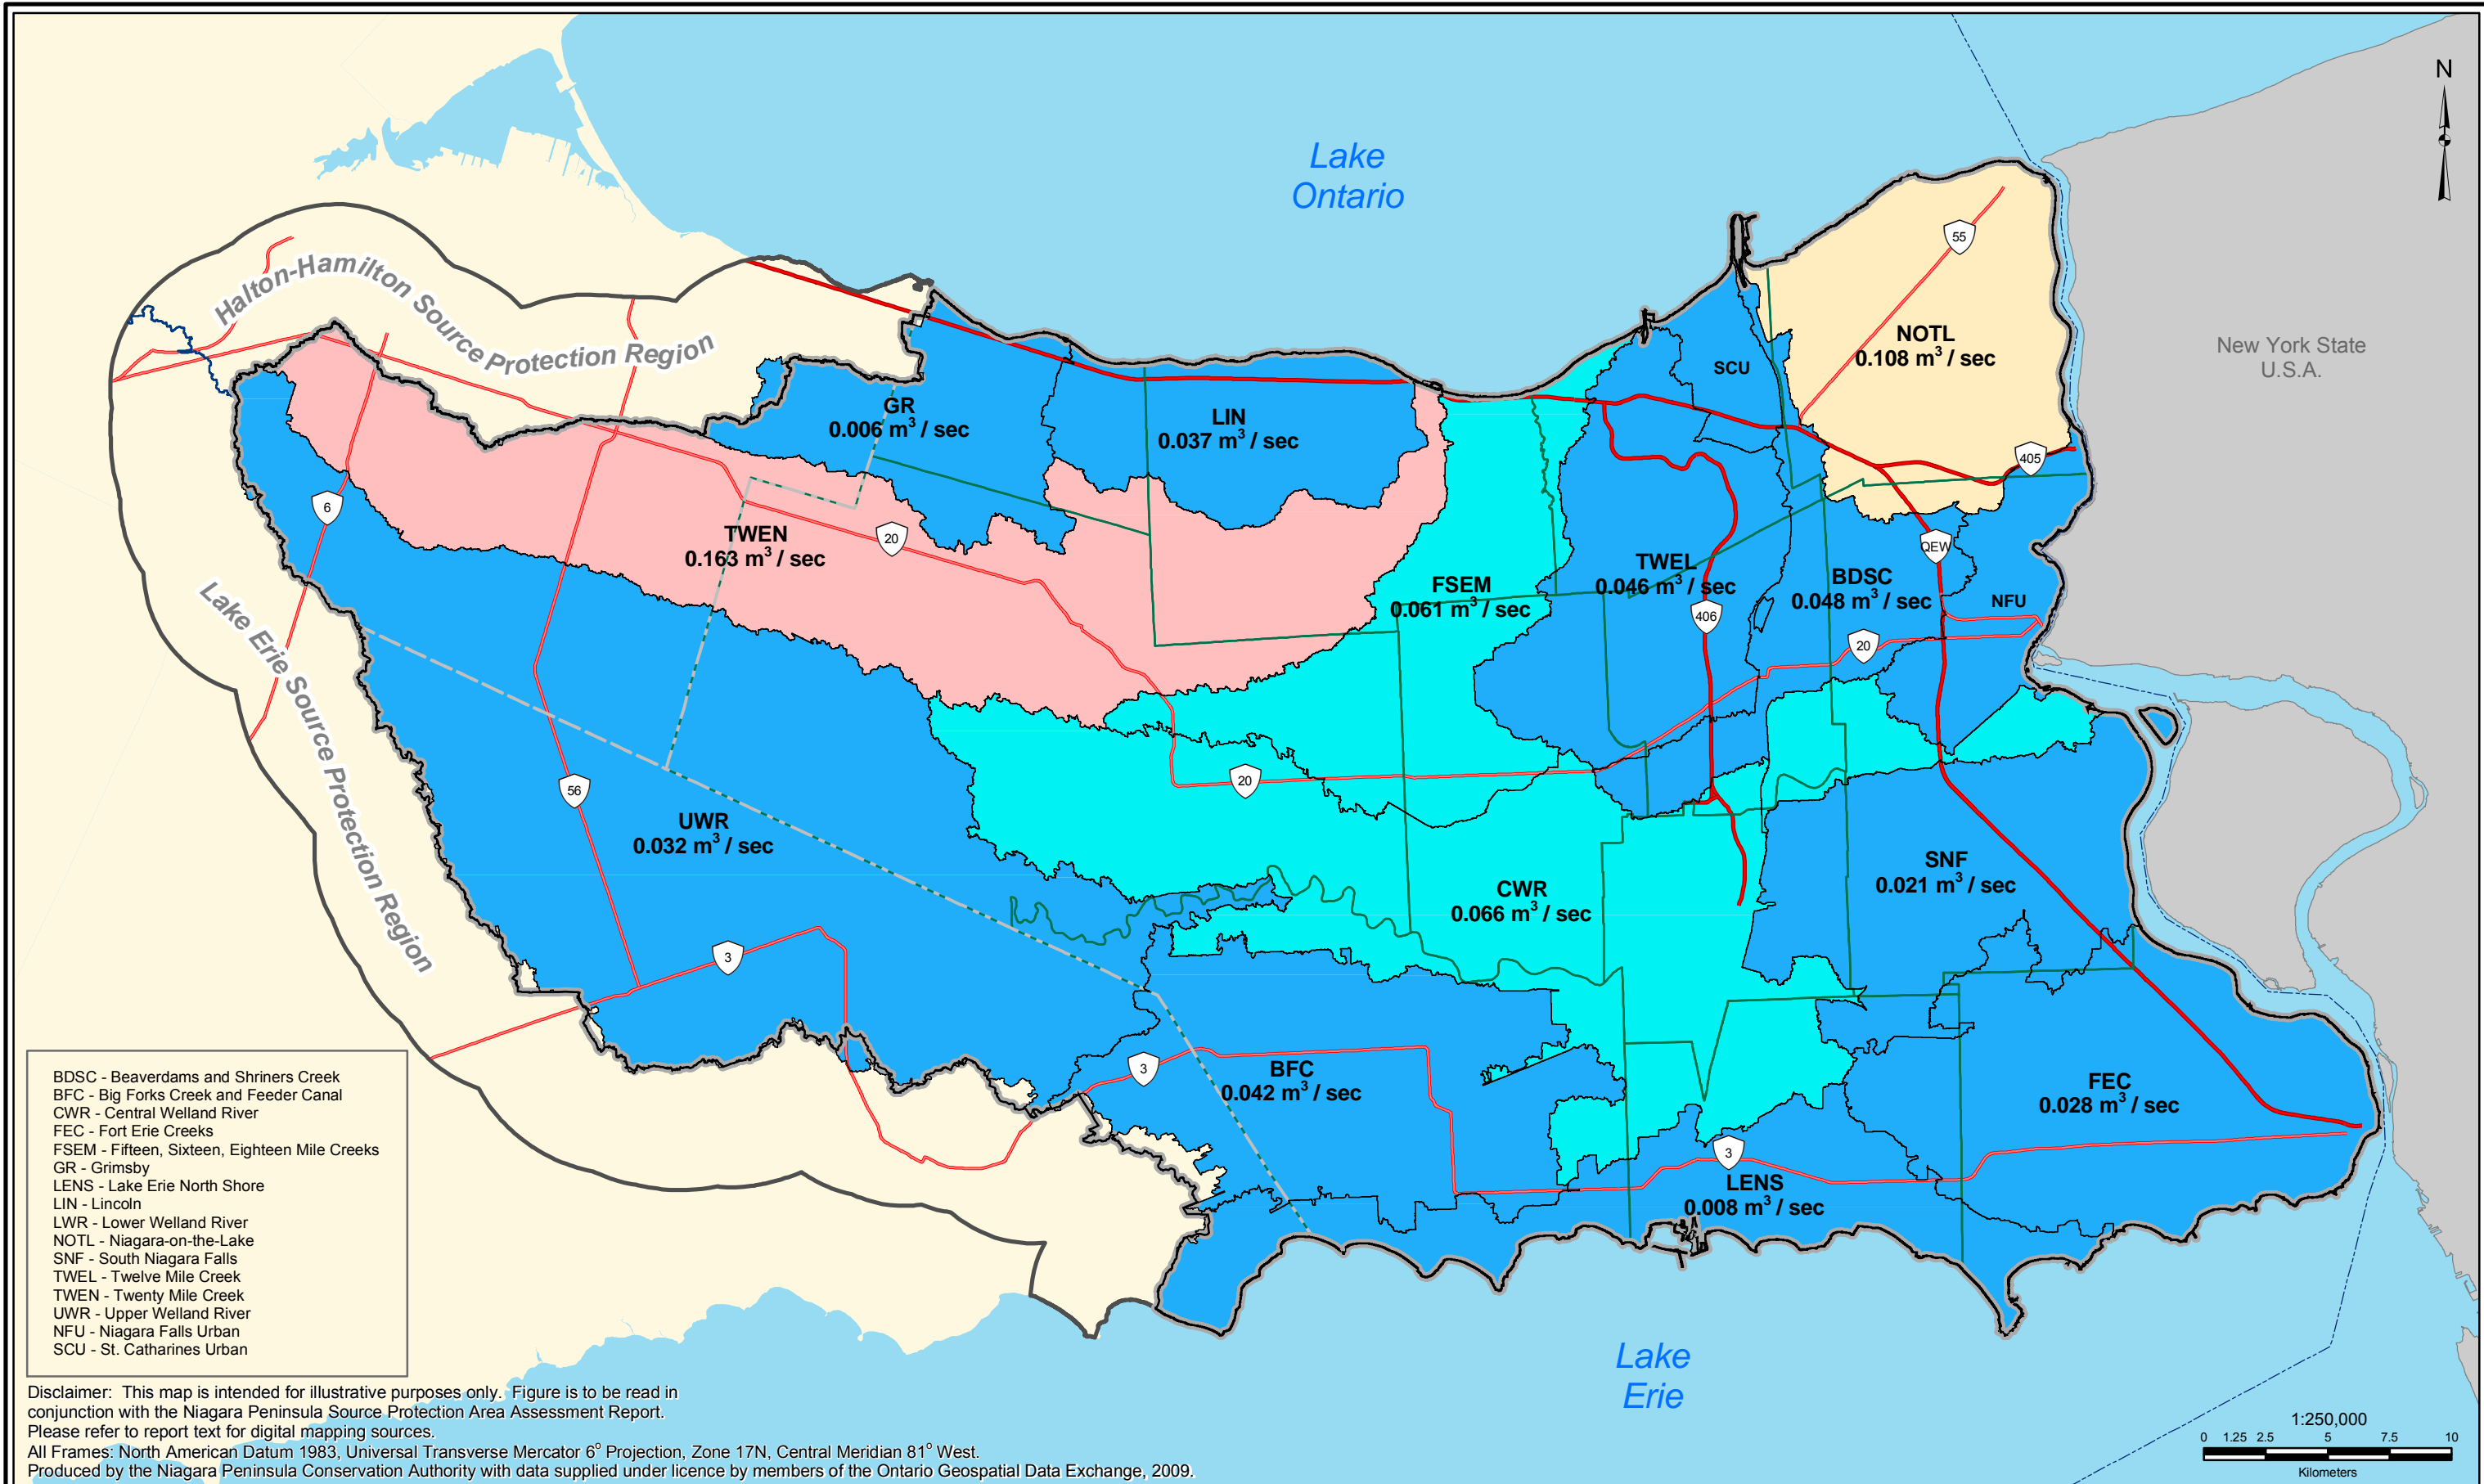 Lake
Ontario
N
Halton-Hamilton Source Protection Region
New York State
U.S.A.
55
NOTL
0.108 m³ / sec
SCU
GR
0.006 m³ / sec
LIN
0.037 m³ / sec
405
6
TWEN
0.163 m³ / sec
20
QEW
FSEM
0.061 m³ / sec
TWEL
0.046 m³ / sec
BDSC
0.048 m³ / sec
NFU
406
20
Lake Erie Source Protection Region
56
20
UWR
0.032 m³ / sec
CWR
0.066 m³ / sec
SNF
0.021 m³ / sec
3
3
BFC
0.042 m³ / sec
FEC
0.028 m³ / sec
3
LENS
0.008 m³ / sec
BDSC - Beaverdams and Shriners Creek
BFC - Big Forks Creek and Feeder Canal
CWR - Central Welland River
FEC - Fort Erie Creeks
FSEM - Fifteen, Sixteen, Eighteen Mile Creeks
GR - Grimsby
LENS - Lake Erie North Shore
LIN - Lincoln
LWR - Lower Welland River
NOTL - Niagara-on-the-Lake
SNF - South Niagara Falls
TWEL - Twelve Mile Creek
TWEN - Twenty Mile Creek
UWR - Upper Welland River
NFU - Niagara Falls Urban
SCU - St. Catharines Urban
Lake
Erie
Disclaimer: This map is intended for illustrative purposes only. Figure is to be read in
conjunction with the Niagara Peninsula Source Protection Area Assessment Report.
Please refer to report text for digital mapping sources.
All Frames: North American Datum 1983, Universal Transverse Mercator 6° Projection, Zone 17N, Central Meridian 81° West.
Produced by the Niagara Peninsula Conservation Authority with data supplied under licence by members of the Ontario Geospatial Data Exchange, 2009.
1:250,000
0 1.25 2.5 5 7.5 10
Kilometers